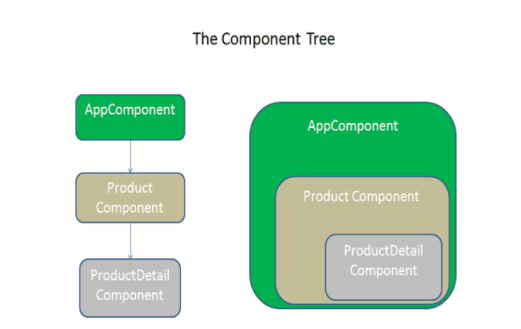 The Component Tree
AppComponent
Product
Component
ProductDetail
Component
AppComponent
Product Component
ProductDetail
Component